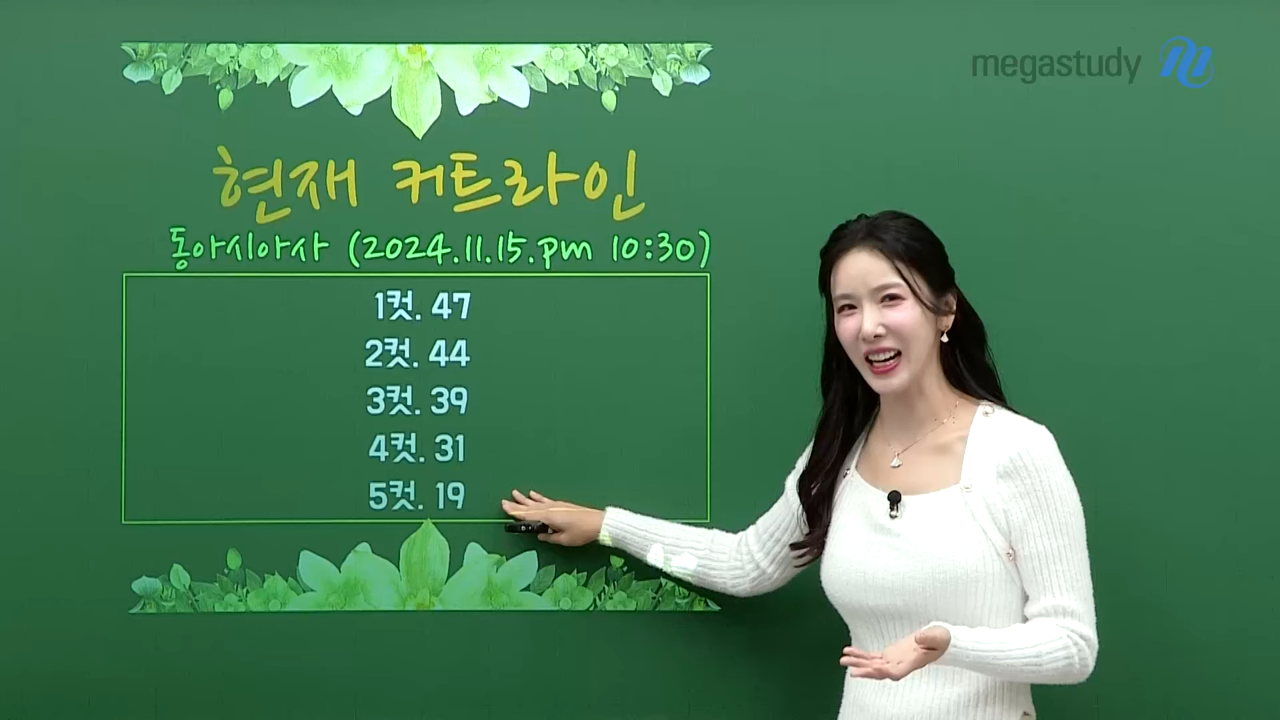 megastudy
현재 커트라인
동아시아사 (2024.11.15.pm 10:30)
1컷. 47
2컷. 44
3컷. 39
4컷. 31
5컷. 19